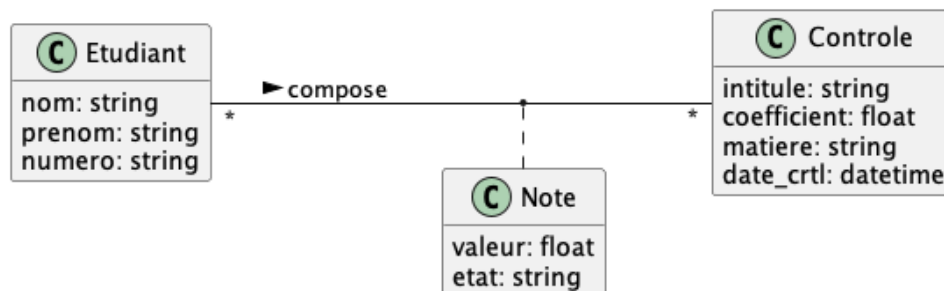 C Etudiant
nom: string
prenom: string
numero: string
compose
*
*
C Controle
intitule: string
coefficient: float
matiere: string
date_crtl: datetime
C Note
valeur: float
etat: string